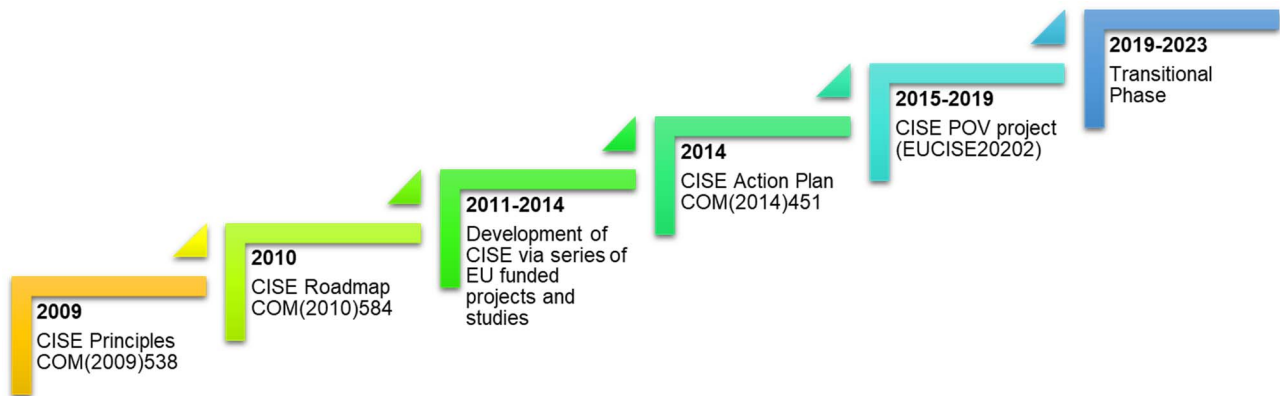 2009
CISE Principles
COM(2009)538
2010
CISE Roadmap
COM(2010)584
2011-2014
Development of
CISE via series of
EU funded
projects and
studies
2014
CISE Action Plan
COM(2014)451
2015-2019
CISE POV project
(EUCISE20202)
2019-2023
Transitional
Phase